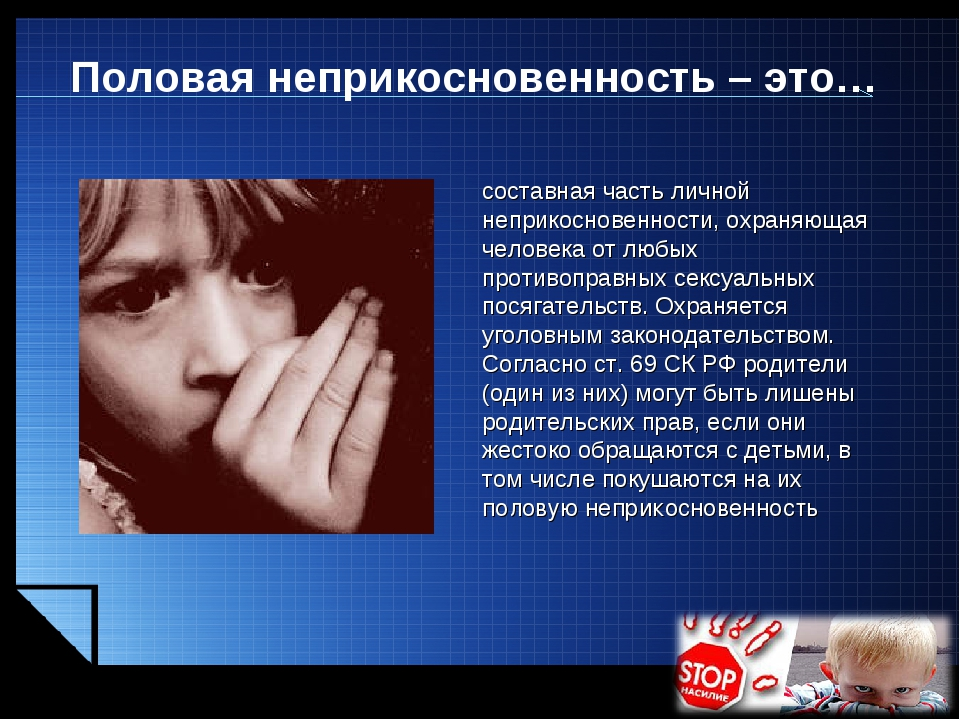 Половая неприкосновенность – это…
составная часть личной
неприкосновенности, охраняющая
человека от любых
противоправных сексуальных
посягательств. Охраняется
уголовным законодательством.
Согласно ст. 69 СК РФ родители
(один из них) могут быть лишены
родительских прав, если они
жестоко обращаются с детьми, в
том числе покушаются на их
половую неприкосновенность
STOP
НАСИЛИЕ